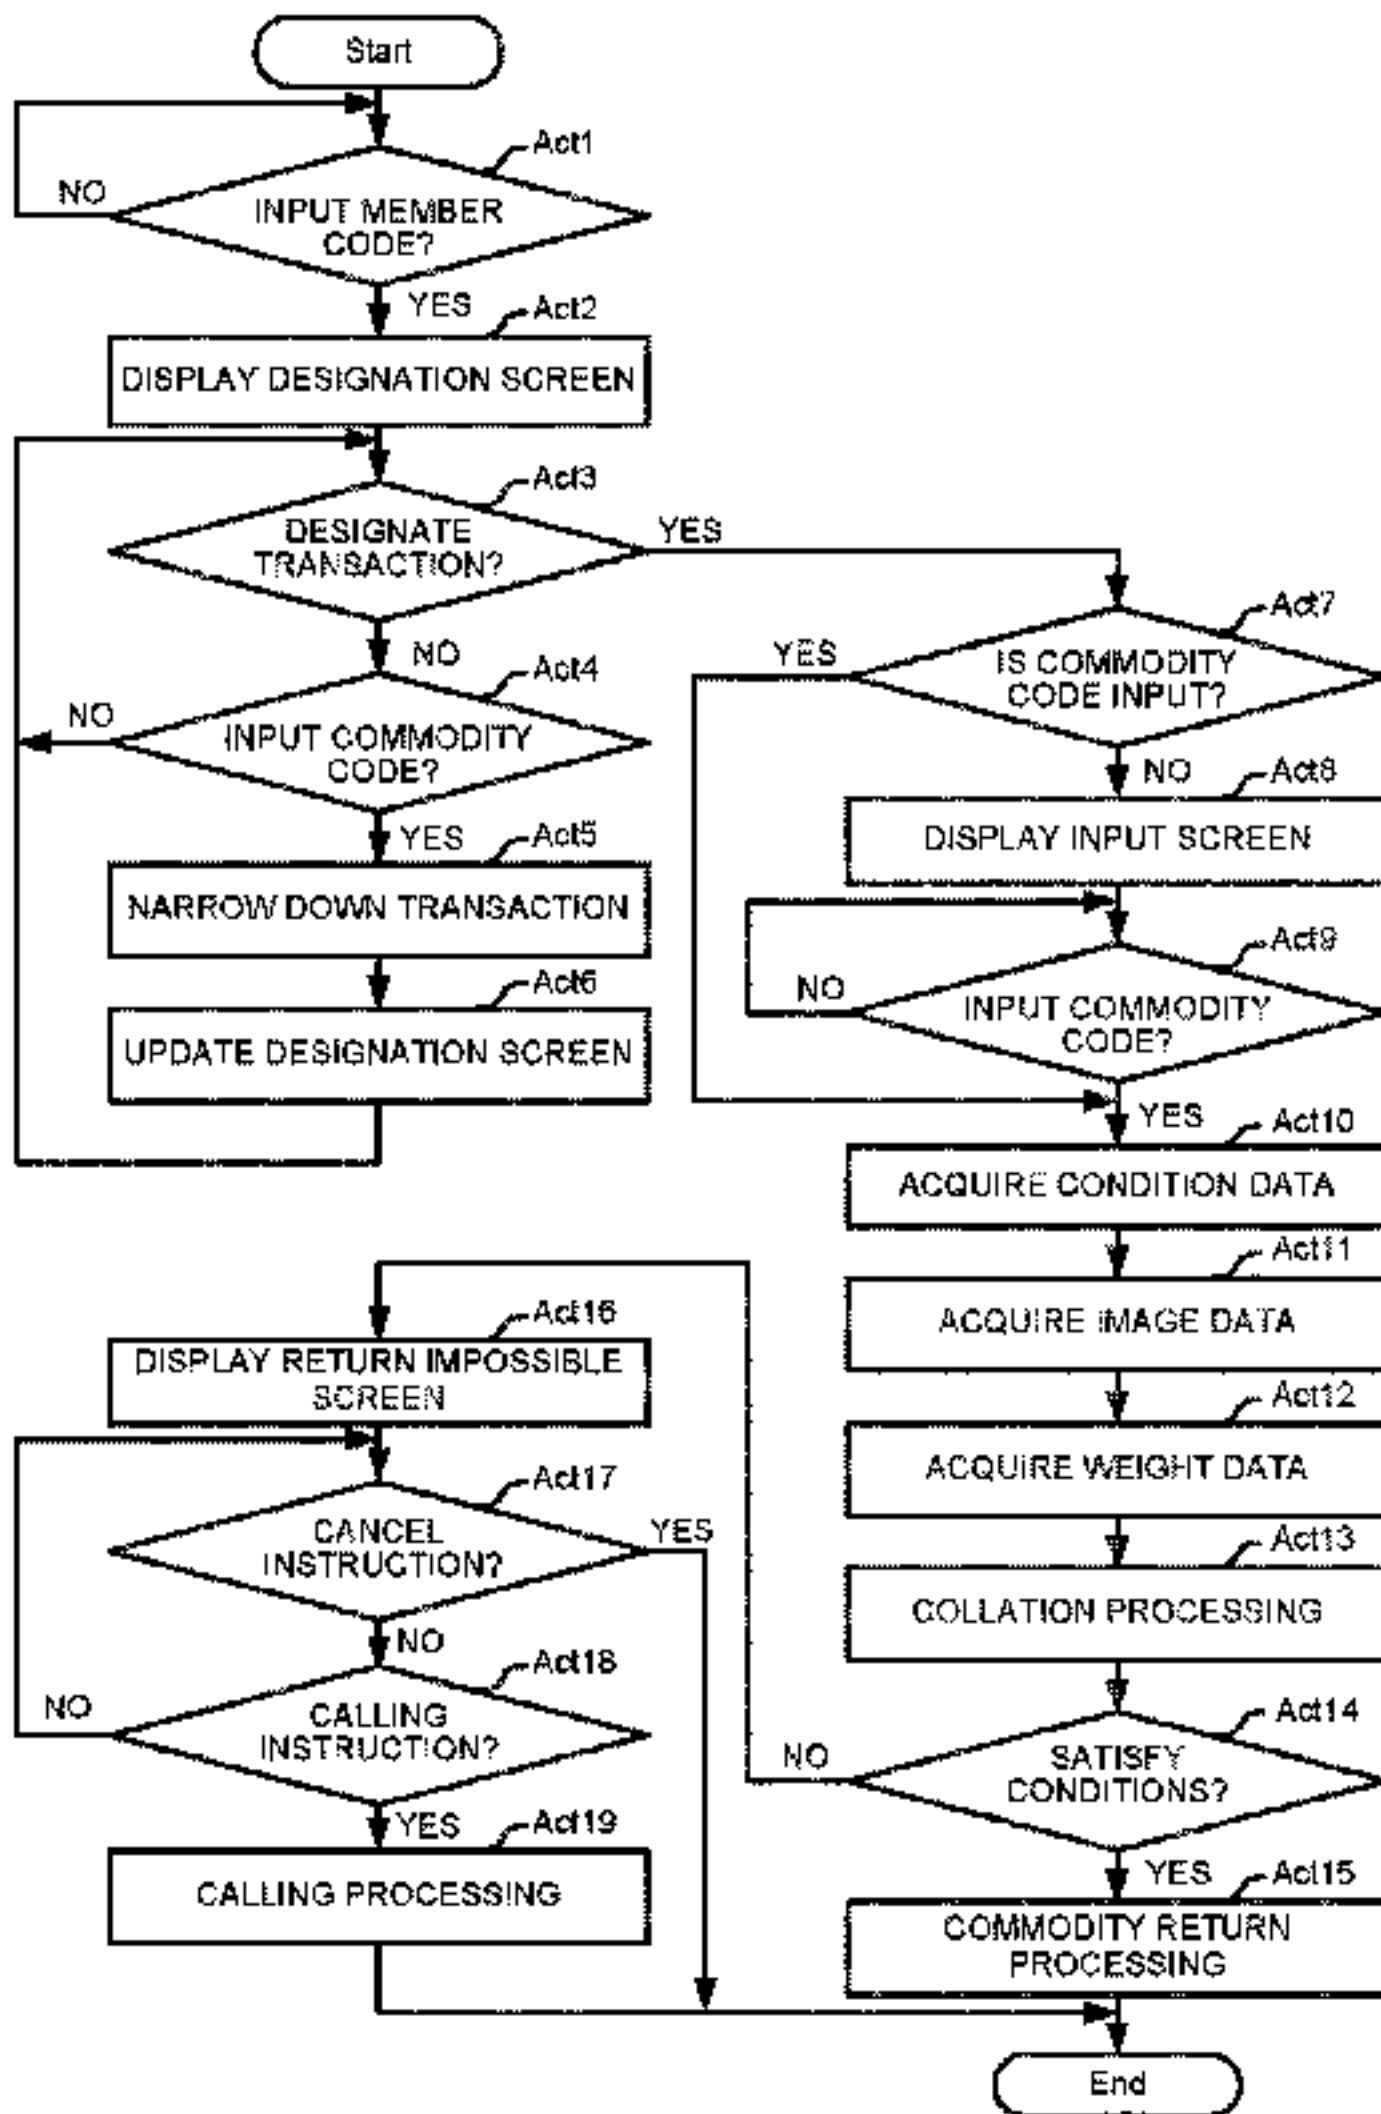 Start
Act1
NO
INPUT MEMBER
CODE?
YES
Act2
DISPLAY DESIGNATION SCREEN
Act3
DESIGNATE
TRANSACTION?
YES
NO
Act4
NO
INPUT COMMODITY
CODE?
YES
Act5
NARROW DOWN TRANSACTION
Act6
UPDATE DESIGNATION SCREEN
Act7
YES
IS COMMODITY
CODE INPUT?
NO
Act8
DISPLAY INPUT SCREEN
Act9
NO
INPUT COMMODITY
CODE?
YES
Act10
ACQUIRE CONDITION DATA
Act11
ACQUIRE IMAGE DATA
Act12
ACQUIRE WEIGHT DATA
Act13
COLLATION PROCESSING
Act14
NO
SATISFY
CONDITIONS?
YES
Act15
COMMODITY RETURN
PROCESSING
Act16
DISPLAY RETURN IMPOSSIBLE
SCREEN
Act17
CANCEL
INSTRUCTION?
YES
NO
Act18
NO
CALLING
INSTRUCTION?
YES
Act19
CALLING PROCESSING
End